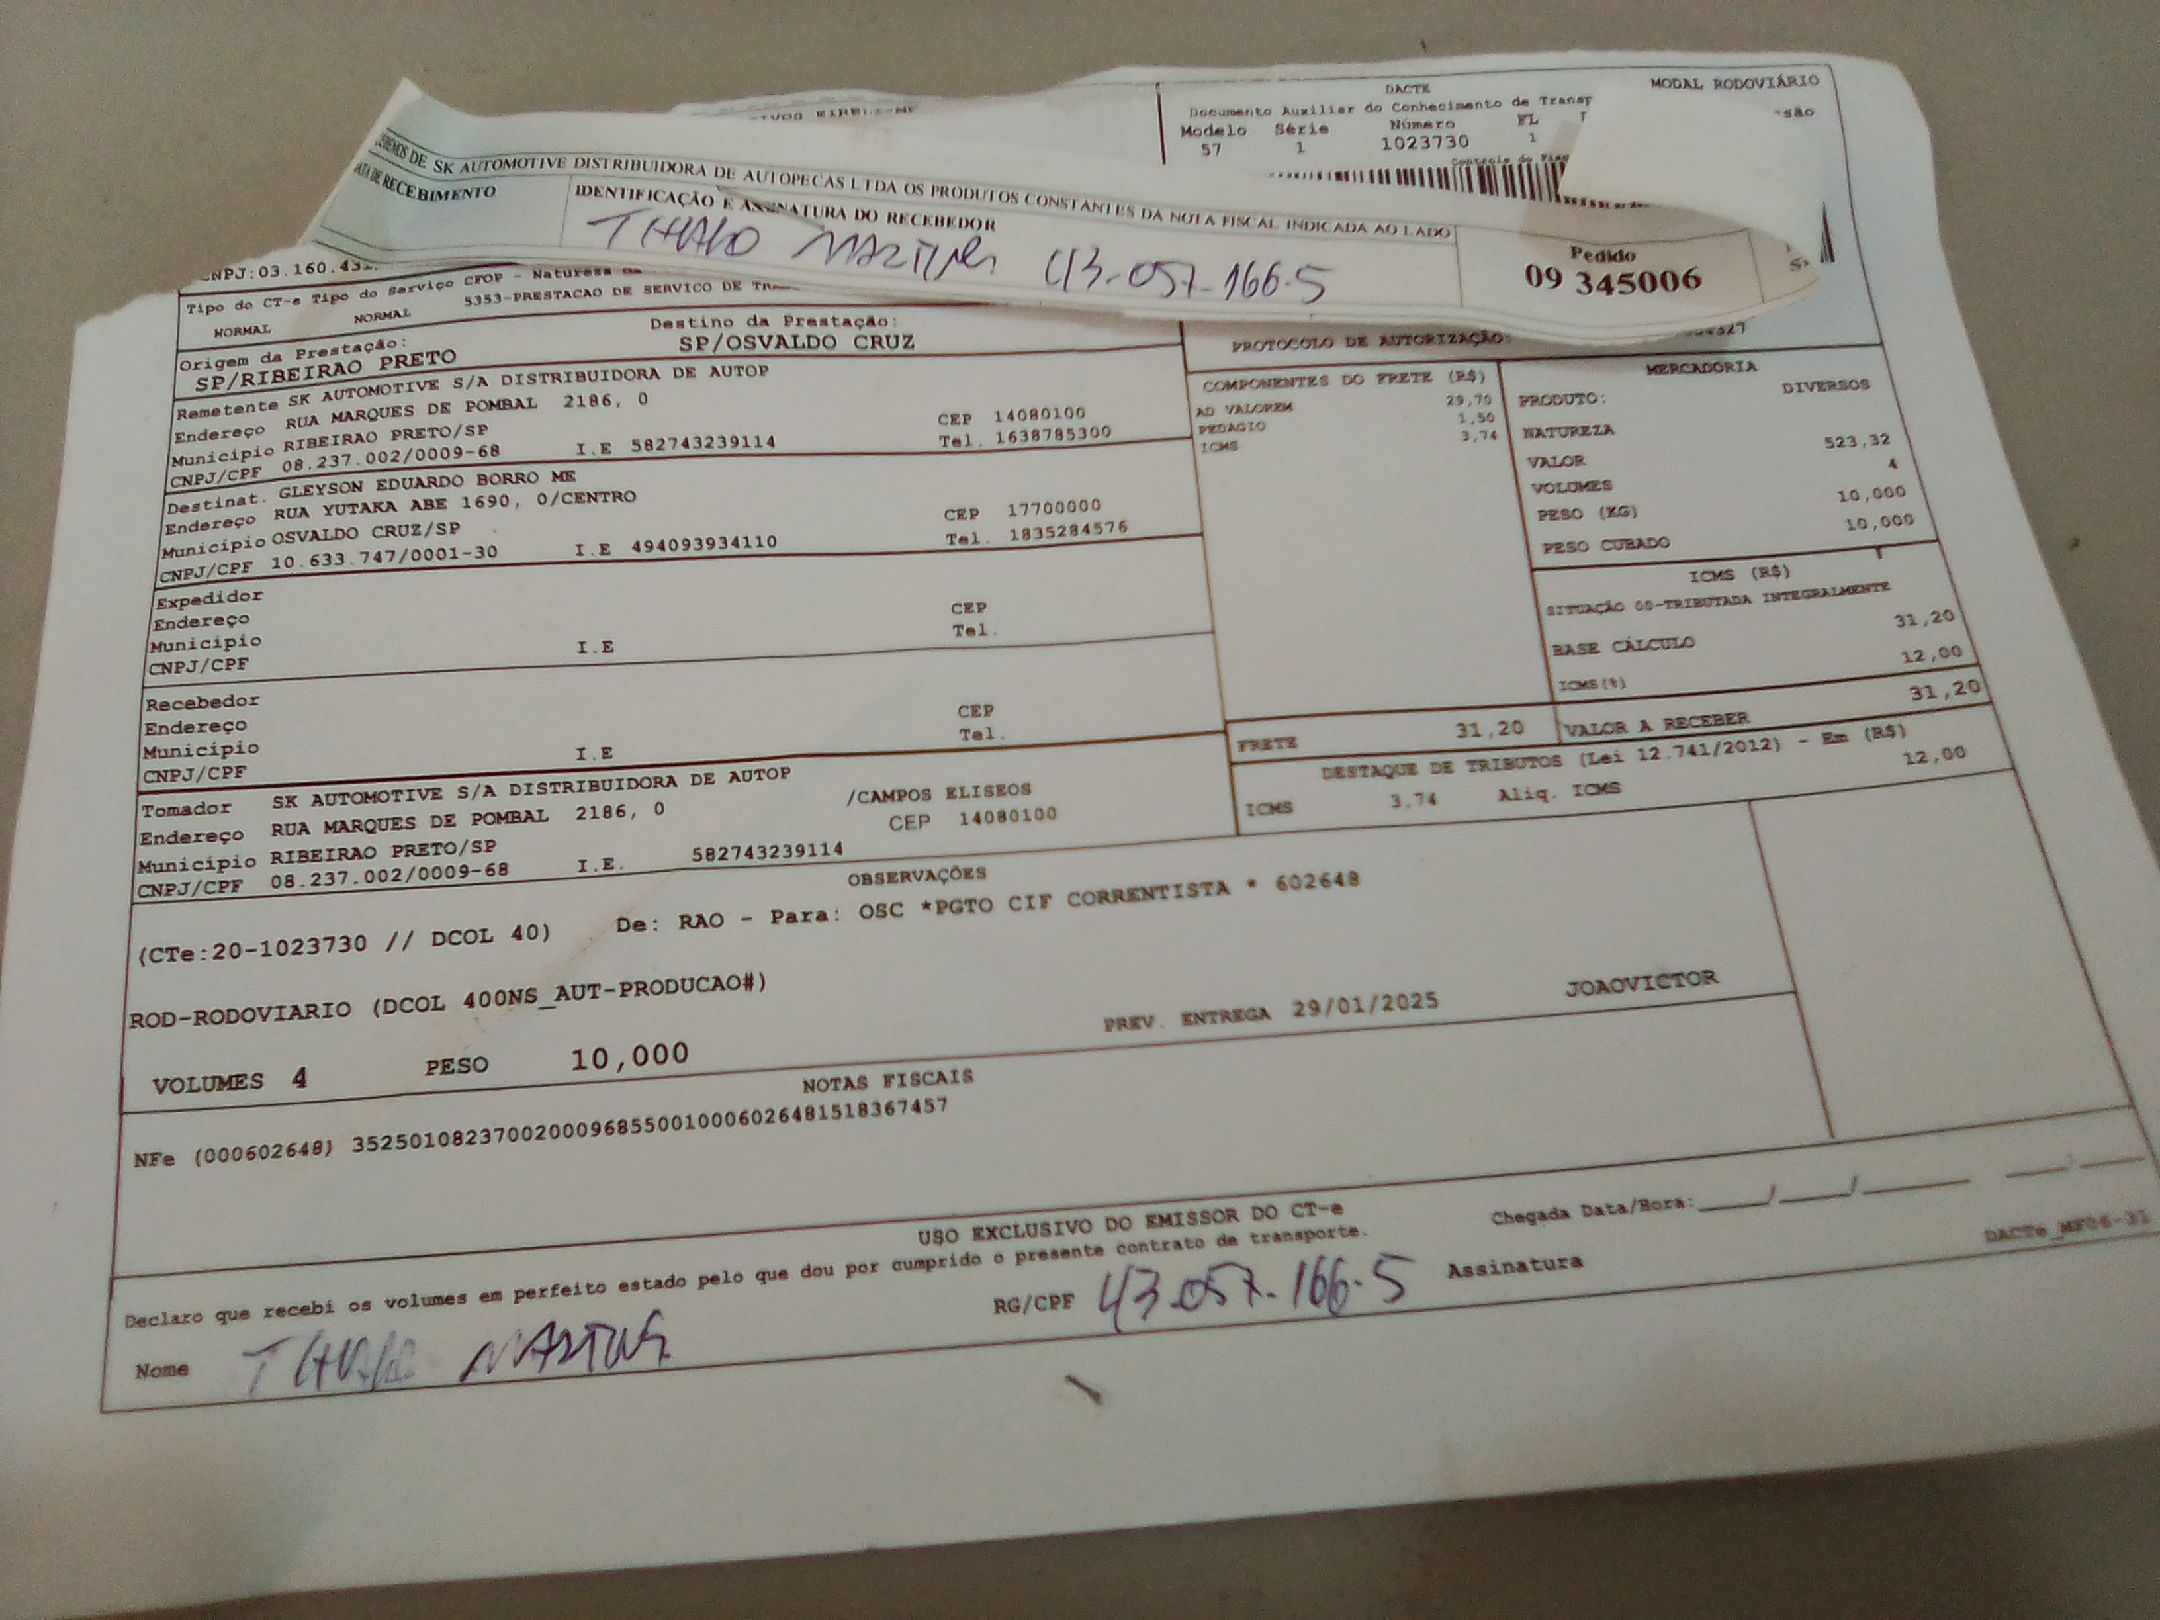 DACTE
MODAL RODOVIÁRIO
Documento Auxiliar do Conhecimento de Transp
Modelo Série Número FL
57 1 1023730 1
DE SK AUTOMOTIVE DISTRIBUIDORA DE AUTOPECAS LTDA OS PRODUTOS CONSTANTES DA NOTA FISCAL INDICADA AO LADO
RECEBIMENTO
IDENTIFICAÇÃO E ASSINATURA DO RECEBEDOR
43.057.166-5
Pedido
09 345006
CNPJ:03.160.43
Tipo do CT-e Tipo do Serviço CFOP - Natureza
NORMAL NORMAL 5353-PRESTACAO DE SERVICO DE
Origem da Prestação: Destino da Prestação:
SP/RIBEIRAO PRETO SP/OSVALDO CRUZ
Remetente SK AUTOMOTIVE S/A DISTRIBUIDORA DE AUTOP
Endereço RUA MARQUES DE POMBAL 2186, 0 CEP 14080100
Município RIBEIRAO PRETO/SP Tel. 1638785300
CNPJ/CPF 08.237.002/0009-68 I.E 582743239114
Destinat. GLEYSON EDUARDO BORRO ME
Endereço RUA YUTAKA ABE 1690, 0/CENTRO CEP 17700000
Município OSVALDO CRUZ/SP Tel. 1835284576
CNPJ/CPF 10.633.747/0001-30 I.E 494093934110
Expedidor
Endereço CEP
Município Tel.
CNPJ/CPF I.E
Recebedor
Endereço CEP
Município Tel.
CNPJ/CPF I.E
Tomador SK AUTOMOTIVE S/A DISTRIBUIDORA DE AUTOP
Endereço RUA MARQUES DE POMBAL 2186, 0 /CAMPOS ELISEOS
Município RIBEIRAO PRETO/SP CEP 14080100
CNPJ/CPF 08.237.002/0009-68 I.E. 582743239114
PROTOCOLO DE AUTORIZAÇÃO:
COMPONENTES DO FRETE (R$)
AD VALOREM 29,70
PEDAGIO 1,50
ICMS 3,74
MERCADORIA
PRODUTO: DIVERSOS
NATUREZA
VALOR 523,32
VOLUMES 4
PESO (KG) 10,000
PESO CUBADO 10,000
ICMS (R$)
SITUAÇÃO 00-TRIBUTADA INTEGRALMENTE
BASE CÁLCULO 31,20
ICMS(%) 12,00
FRETE 31,20 VALOR A RECEBER 31,20
DESTAQUE DE TRIBUTOS (Lei 12.741/2012) - Em (R$)
ICMS 3,74 Aliq. ICMS 12,00
OBSERVAÇÕES
(CTe:20-1023730 // DCOL 40) De: RAO - Para: OSC *PGTO CIF CORRENTISTA * 602648
ROD-RODOVIARIO (DCOL 400NS_AUT-PRODUCAO#)
VOLUMES 4 PESO 10,000 PREV. ENTREGA 29/01/2025 JOAOVICTOR
NOTAS FISCAIS
NFe (000602648) 35250108237002000968550010006026481518367457
USO EXCLUSIVO DO EMISSOR DO CT-e
Declaro que recebi os volumes em perfeito estado pelo que dou por cumprido o presente contrato de transporte.
Chegada Data/Hora:
Nome RG/CPF 43.057.166-5 Assinatura